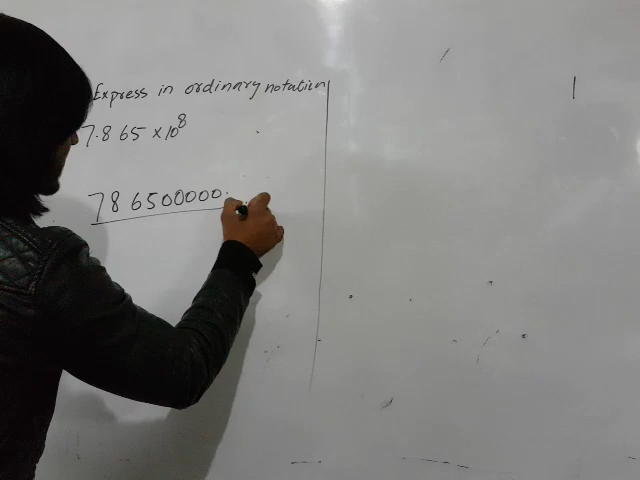 Express in ordinary notation
7.865 × 10⁸
786500000.